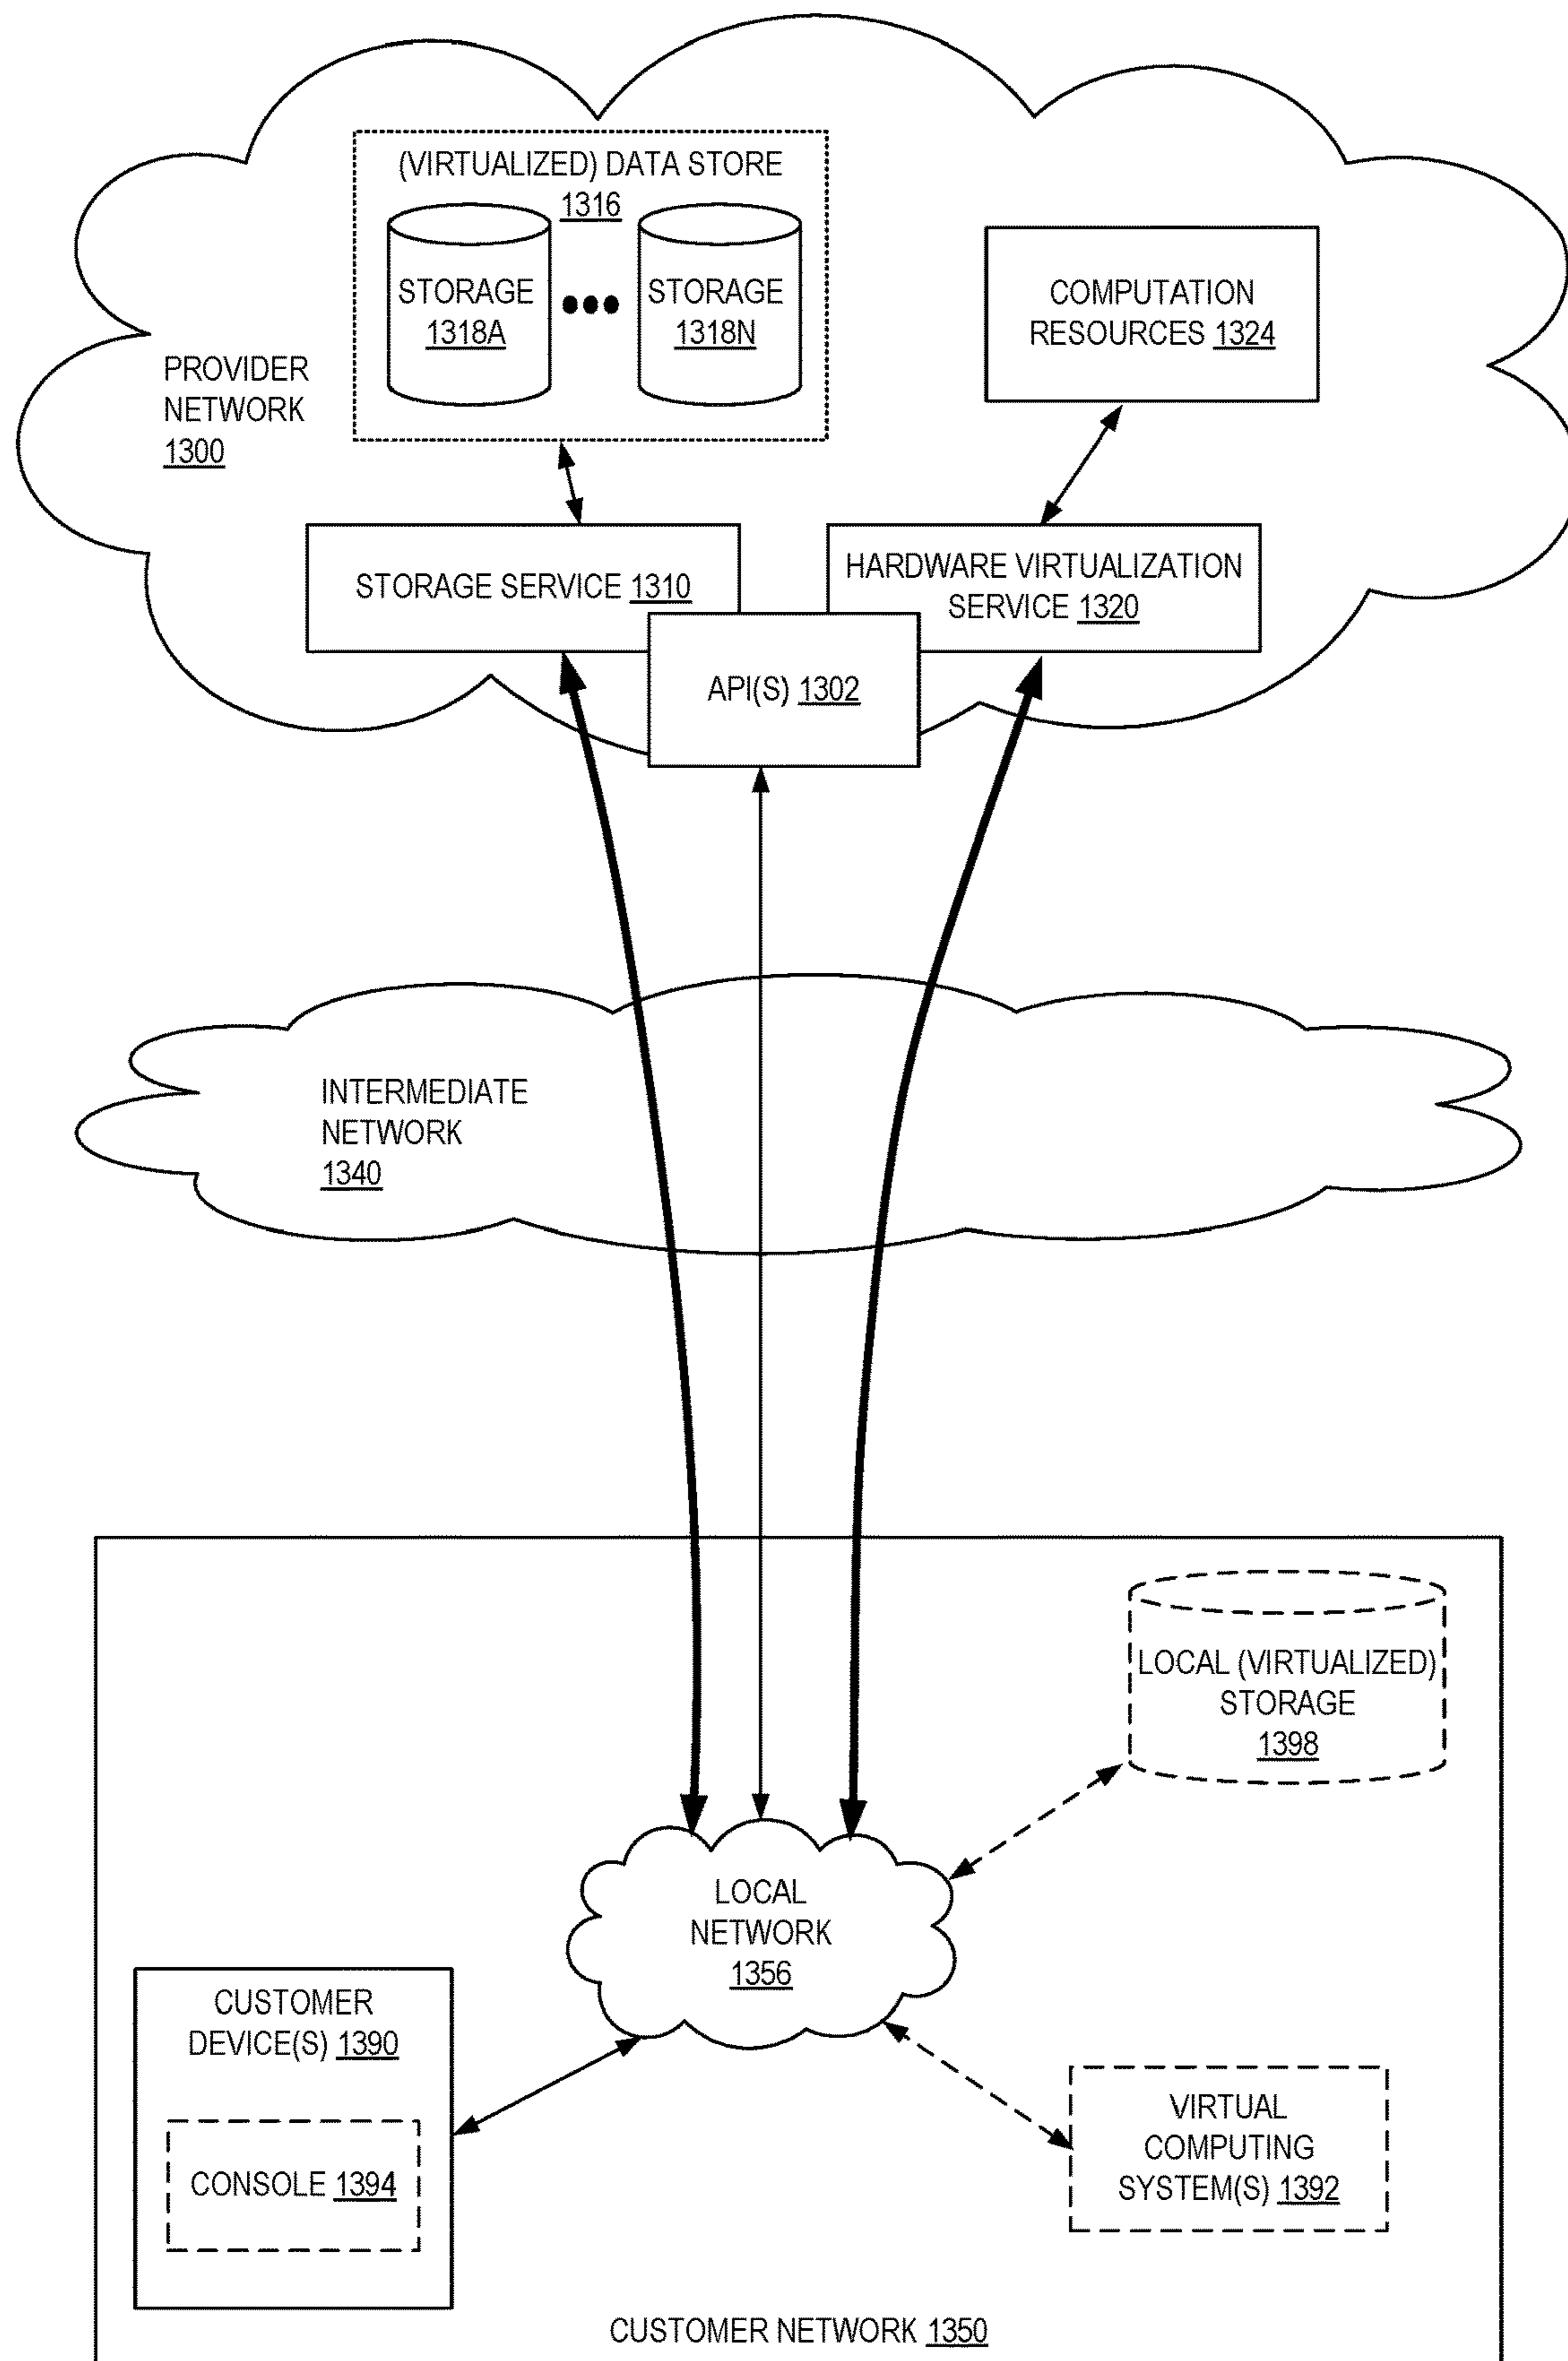 (VIRTUALIZED) DATA STORE
1316
STORAGE
1318A
STORAGE
1318N
COMPUTATION
RESOURCES 1324
PROVIDER
NETWORK
1300
STORAGE SERVICE 1310
HARDWARE VIRTUALIZATION
SERVICE 1320
API(S) 1302
INTERMEDIATE
NETWORK
1340
LOCAL (VIRTUALIZED)
STORAGE
1398
LOCAL
NETWORK
1356
CUSTOMER
DEVICE(S) 1390
CONSOLE 1394
VIRTUAL
COMPUTING
SYSTEM(S) 1392
CUSTOMER NETWORK 1350